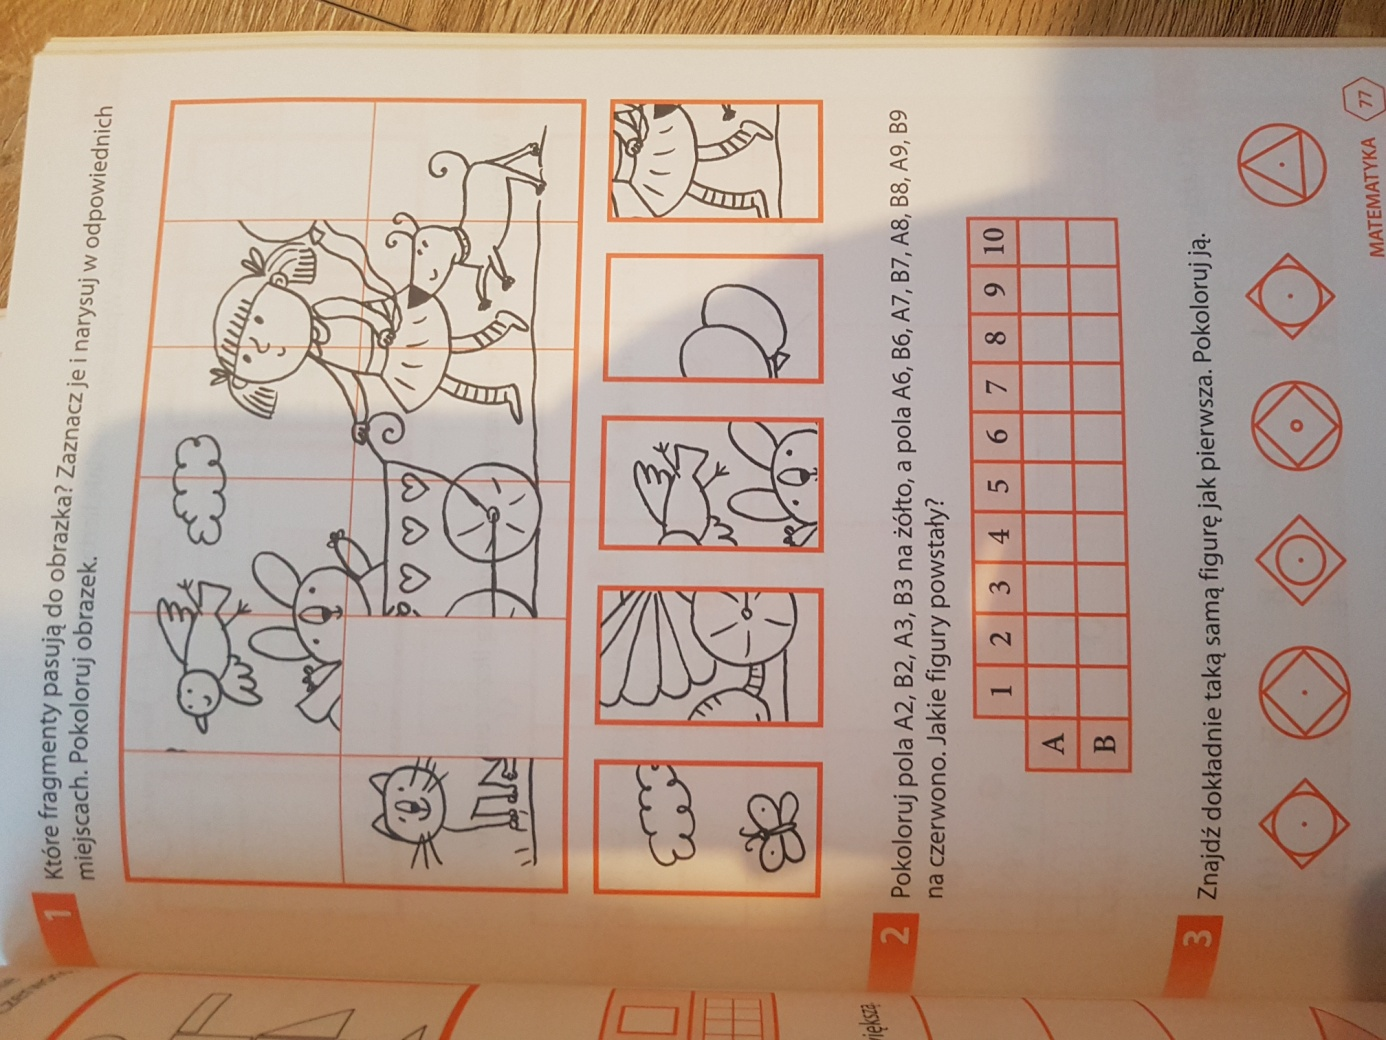 1 Które fragmenty pasują do obrazka? Zaznacz je i narysuj w odpowiednich
miejscach. Pokoloruj obrazek.
2 Pokoloruj pola A2, B2, A3, B3 na żółto, a pola A6, B6, A7, B7, A8, B8, A9, B9
na czerwono. Jakie figury powstały?
1 2 3 4 5 6 7 8 9 10
A
B
3 Znajdź dokładnie taką samą figurę jak pierwsza. Pokoloruj ją.
MATEMATYKA 77